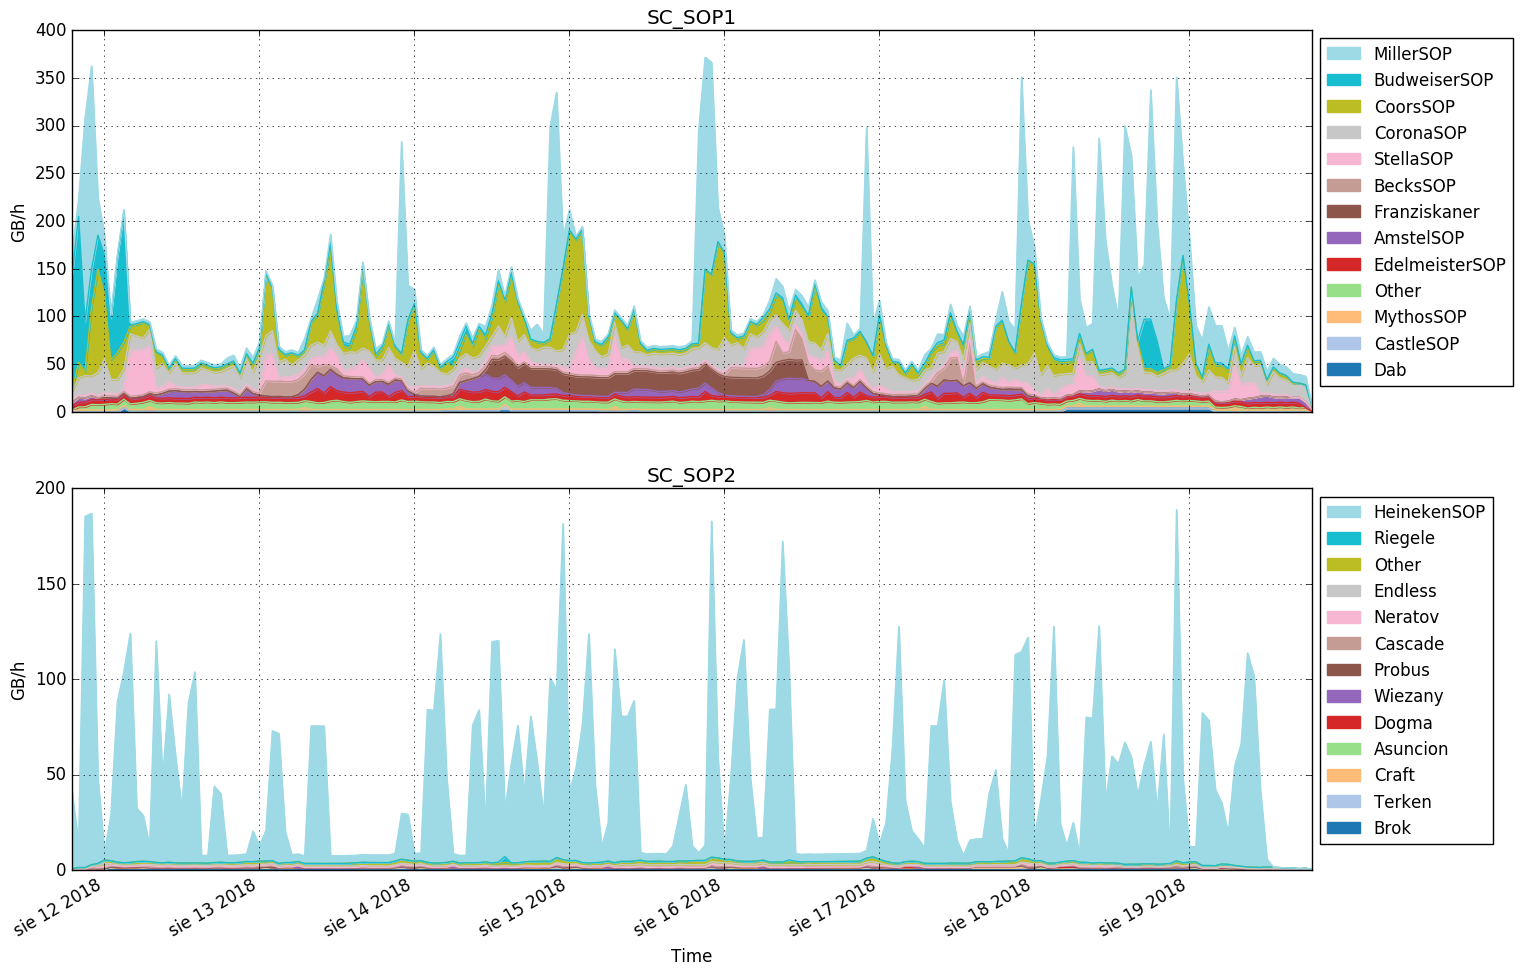 SC_SOP1
400
350
300
250
200
150
100
50
0
GB/h
MillerSOP
BudweiserSOP
CoorsSOP
CoronaSOP
StellaSOP
BecksSOP
Franziskaner
AmstelSOP
EdelmeisterSOP
Other
MythosSOP
CastleSOP
Dab
SC_SOP2
200
150
100
50
0
GB/h
HeinekenSOP
Riegele
Other
Endless
Neratov
Cascade
Probus
Wiezany
Dogma
Asuncion
Craft
Terken
Brok
sie 12 2018
sie 13 2018
sie 14 2018
sie 15 2018
sie 16 2018
sie 17 2018
sie 18 2018
sie 19 2018
Time